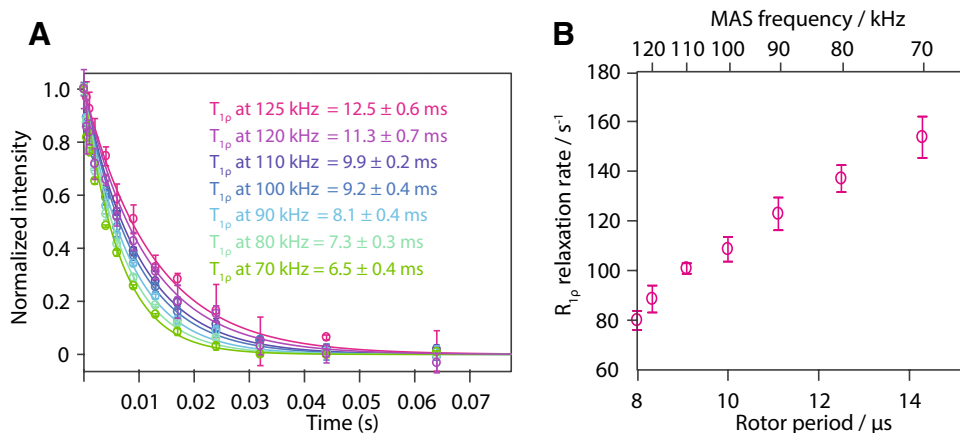 A
Normalized intensity
1.0
0.8
0.6
0.4
0.2
0
T1ρ at 125 kHz = 12.5 ± 0.6 ms
T1ρ at 120 kHz = 11.3 ± 0.7 ms
T1ρ at 110 kHz = 9.9 ± 0.2 ms
T1ρ at 100 kHz = 9.2 ± 0.4 ms
T1ρ at 90 kHz = 8.1 ± 0.4 ms
T1ρ at 80 kHz = 7.3 ± 0.3 ms
T1ρ at 70 kHz = 6.5 ± 0.4 ms
0.01 0.02 0.03 0.04 0.05 0.06 0.07
Time (s)
B
MAS frequency / kHz
120 110 100 90 80 70
R1ρ relaxation rate / s⁻¹
180
160
140
120
100
80
60
8 10 12 14
Rotor period / µs